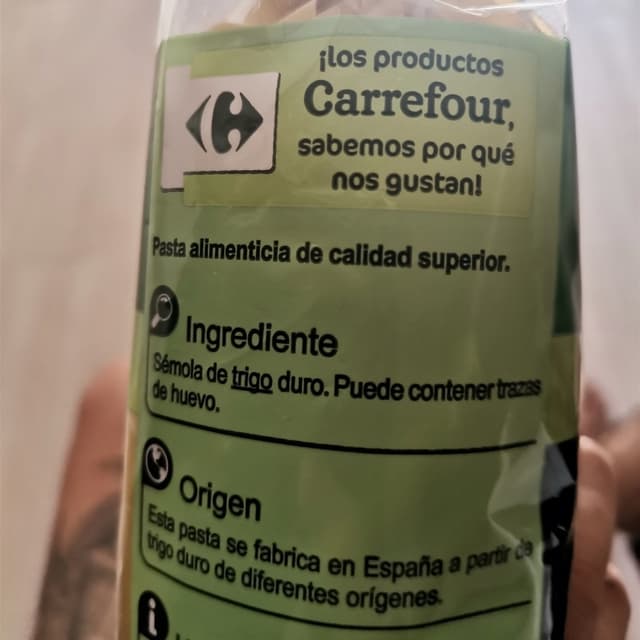 ¡los productos
Carrefour,
sabemos por qué
nos gustan!
Pasta alimenticia de calidad superior.
Ingrediente
Sémola de trigo duro. Puede contener trazas
de huevo.
Origen
Esta pasta se fabrica en España a partir de
trigo duro de diferentes orígenes.